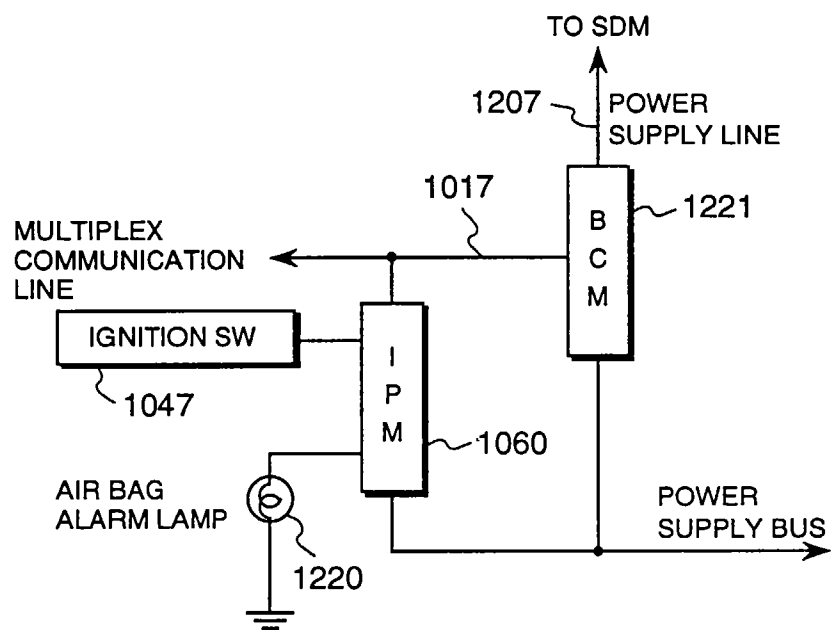 TO SDM
1207
POWER
SUPPLY LINE
1017
1221
B
C
M
MULTIPLEX
COMMUNICATION
LINE
IGNITION SW
1047
I
P
M
1060
AIR BAG
ALARM LAMP
1220
POWER
SUPPLY BUS